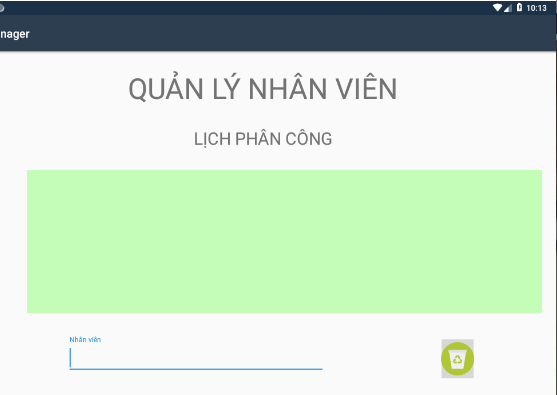 10:13
nager
QUẢN LÝ NHÂN VIÊN
LỊCH PHÂN CÔNG
Nhân viên